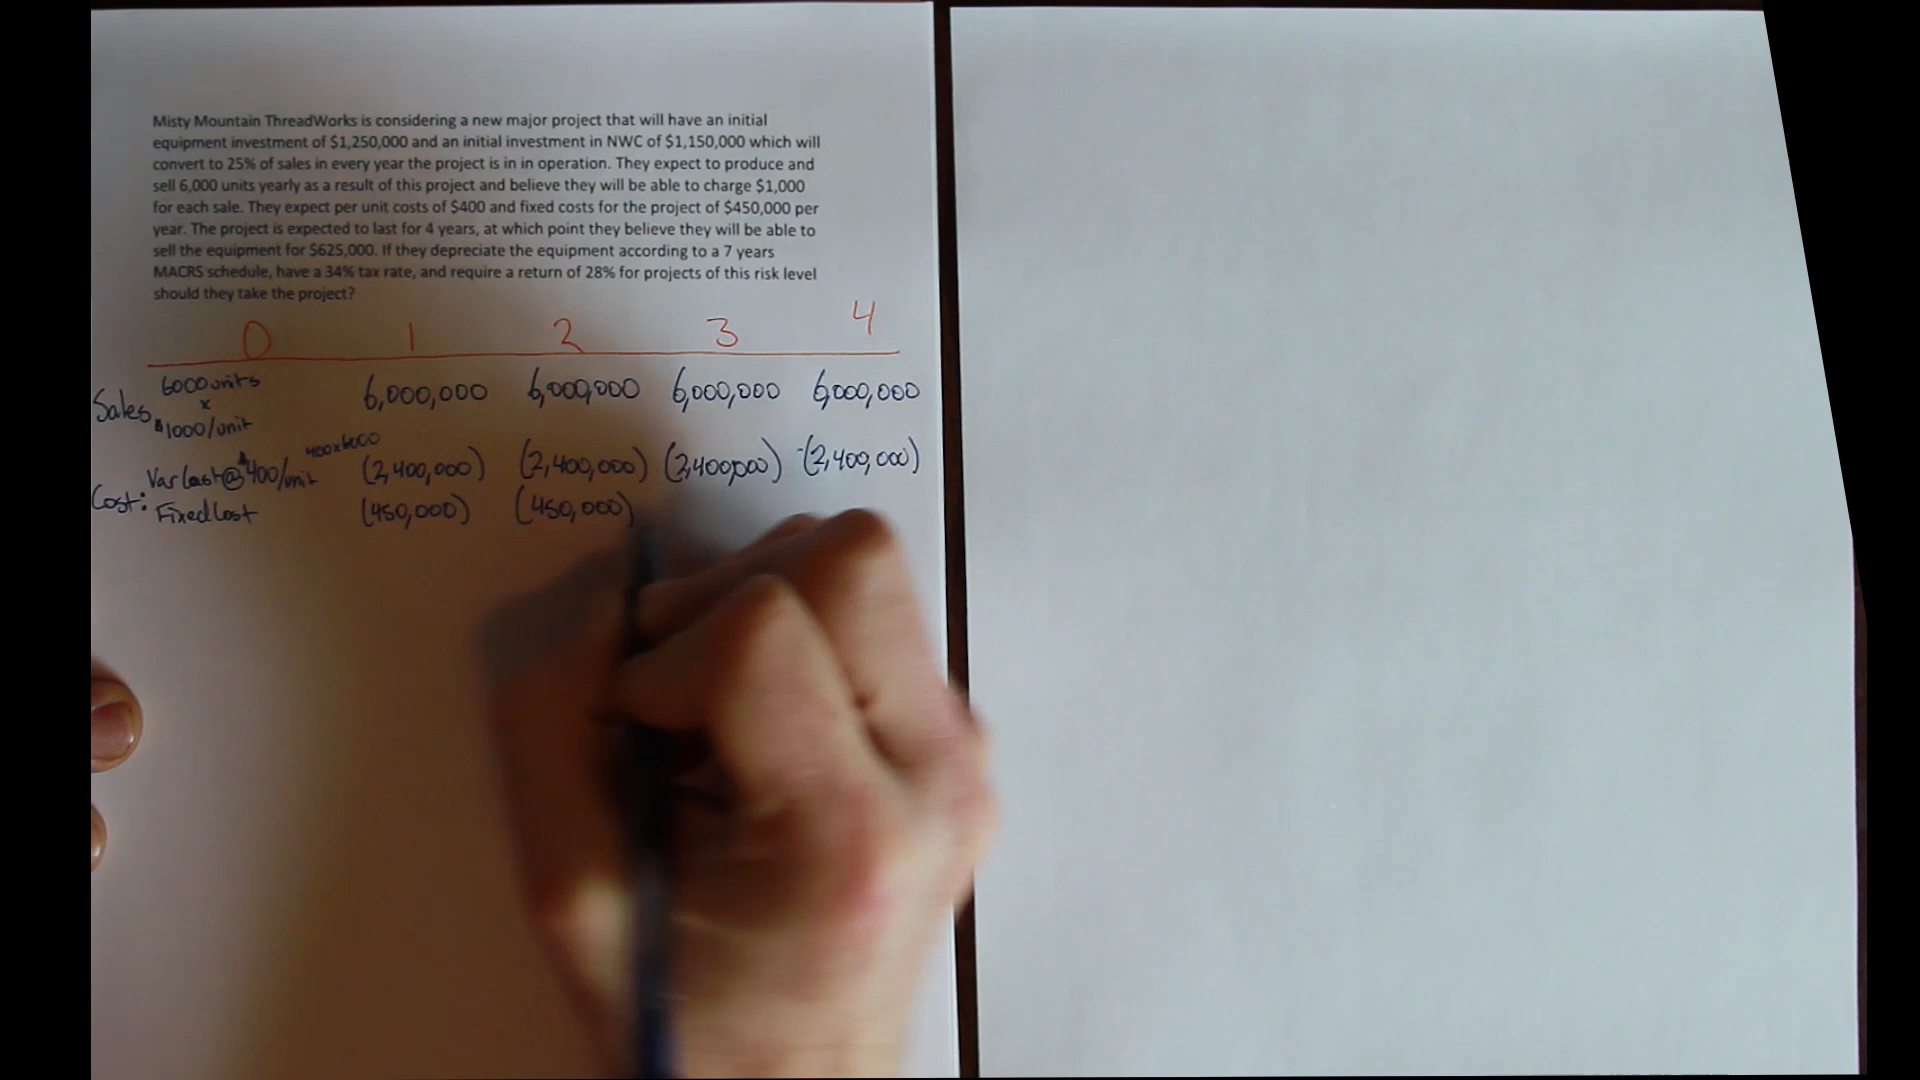 Misty Mountain ThreadWorks is considering a new major project that will have an initial
equipment investment of $1,250,000 and an initial investment in NWC of $1,150,000 which will
convert to 25% of sales in every year the project is in in operation. They expect to produce and
sell 6,000 units yearly as a result of this project and believe they will be able to charge $1,000
for each sale. They expect per unit costs of $400 and fixed costs for the project of $450,000 per
year. The project is expected to last for 4 years, at which point they believe they will be able to
sell the equipment for $625,000. If they depreciate the equipment according to a 7 years
MACRS schedule, have a 34% tax rate, and require a return of 28% for projects of this risk level
should they take the project?
0 1 2 3 4
6000 units
x
Sales $1000/unit 6,000,000 6,000,000 6,000,000 6,000,000
400x6000
Var Cost@$400/unit (2,400,000) (2,400,000) (2,400,000) (2,400,000)
Cost: Fixed Cost (450,000) (450,000)